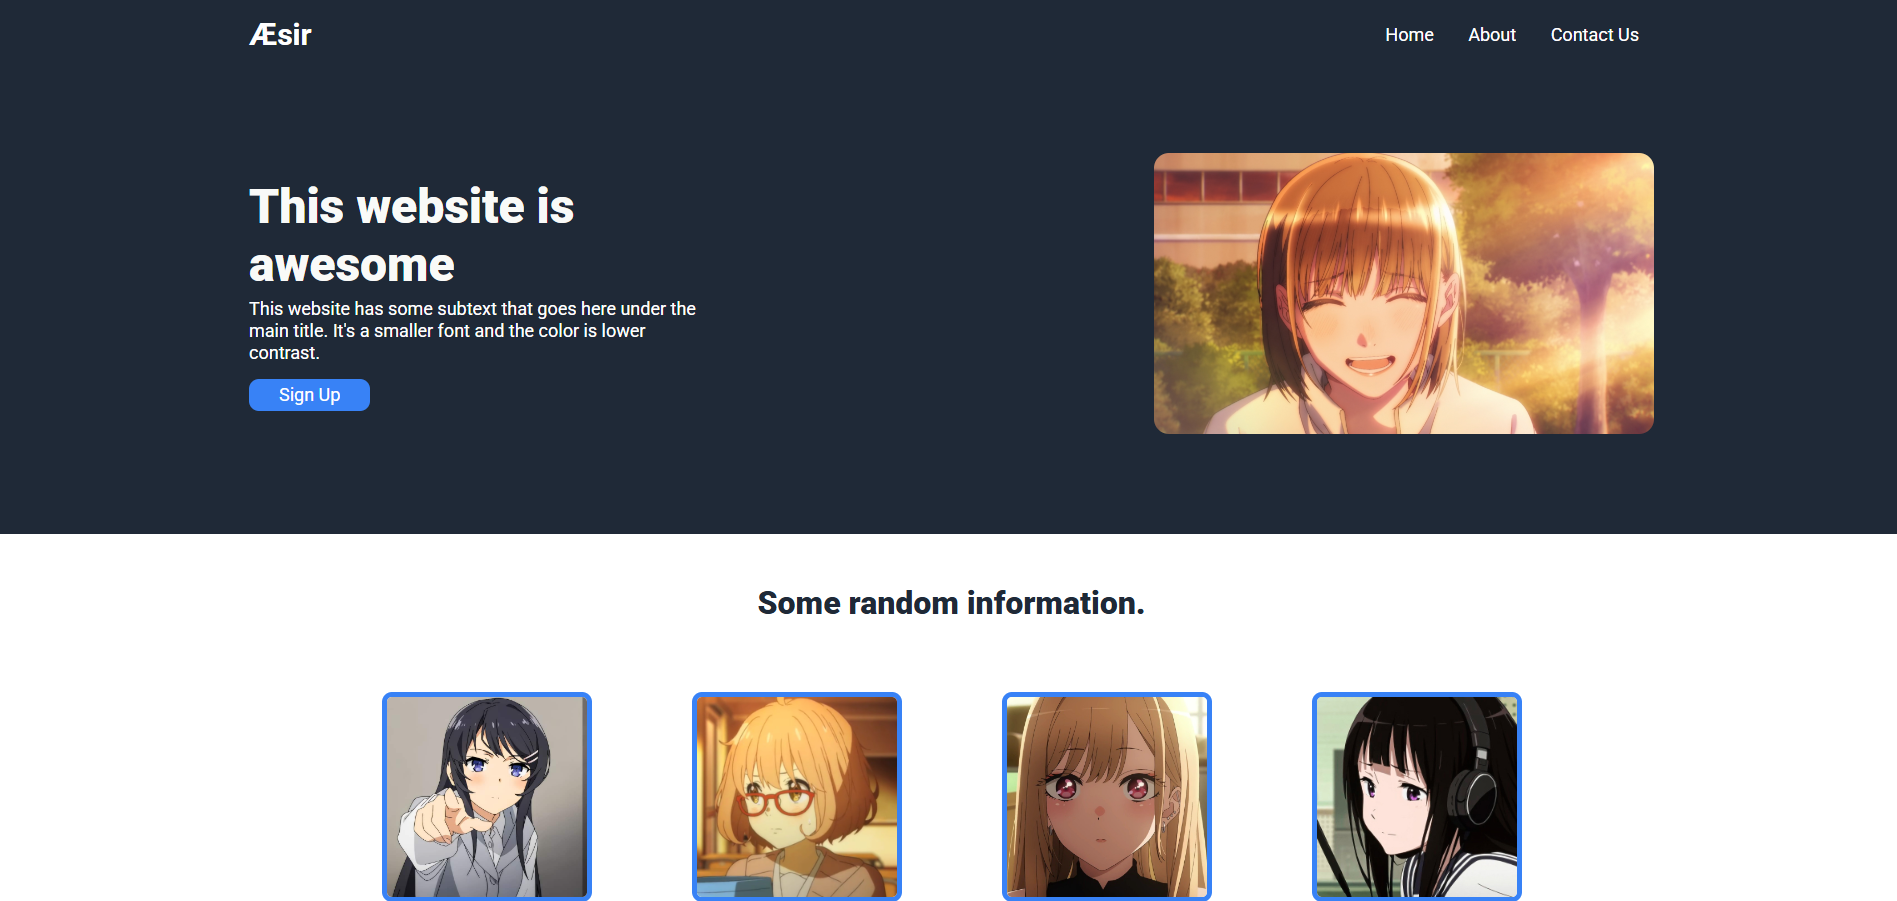 Æsir
Home
About
Contact Us
This website is
awesome
This website has some subtext that goes here under the
main title. It's a smaller font and the color is lower
contrast.
Sign Up
Some random information.